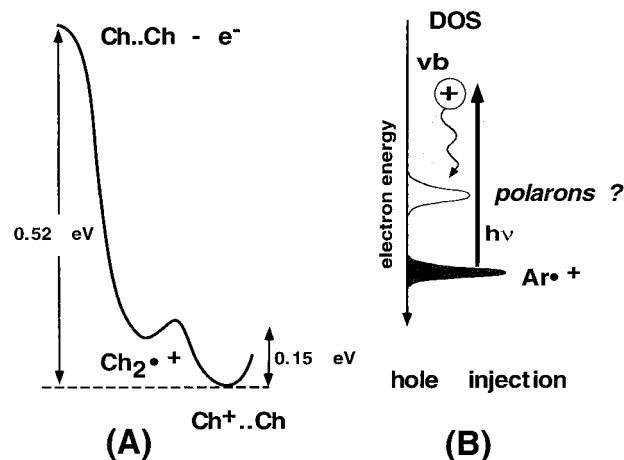 Ch..Ch - e⁻
0.52 eV
Ch₂•⁺
0.15 eV
Ch⁺..Ch
(A)
DOS
vb
+
electron energy
polarons ?
hν
Ar•⁺
hole injection
(B)